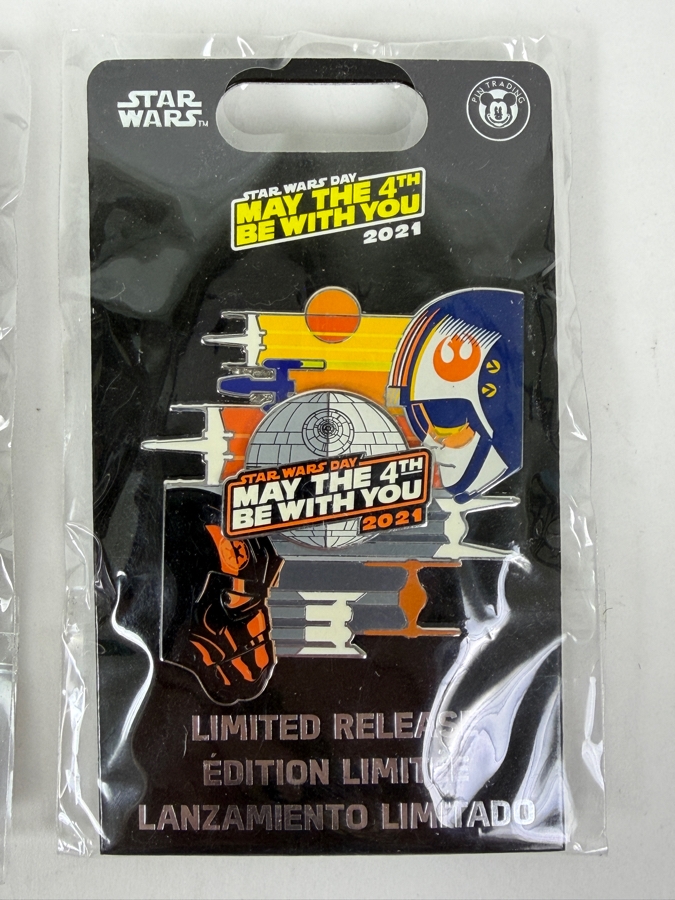 STAR
WARS TM
PIN TRADING
STAR WARS DAY
MAY THE 4TH
BE WITH YOU
2021
STAR WARS DAY
MAY THE 4TH
BE WITH YOU
2021
LIMITED RELEASE
ÉDITION LIMITÉE
LANZAMIENTO LIMITADO